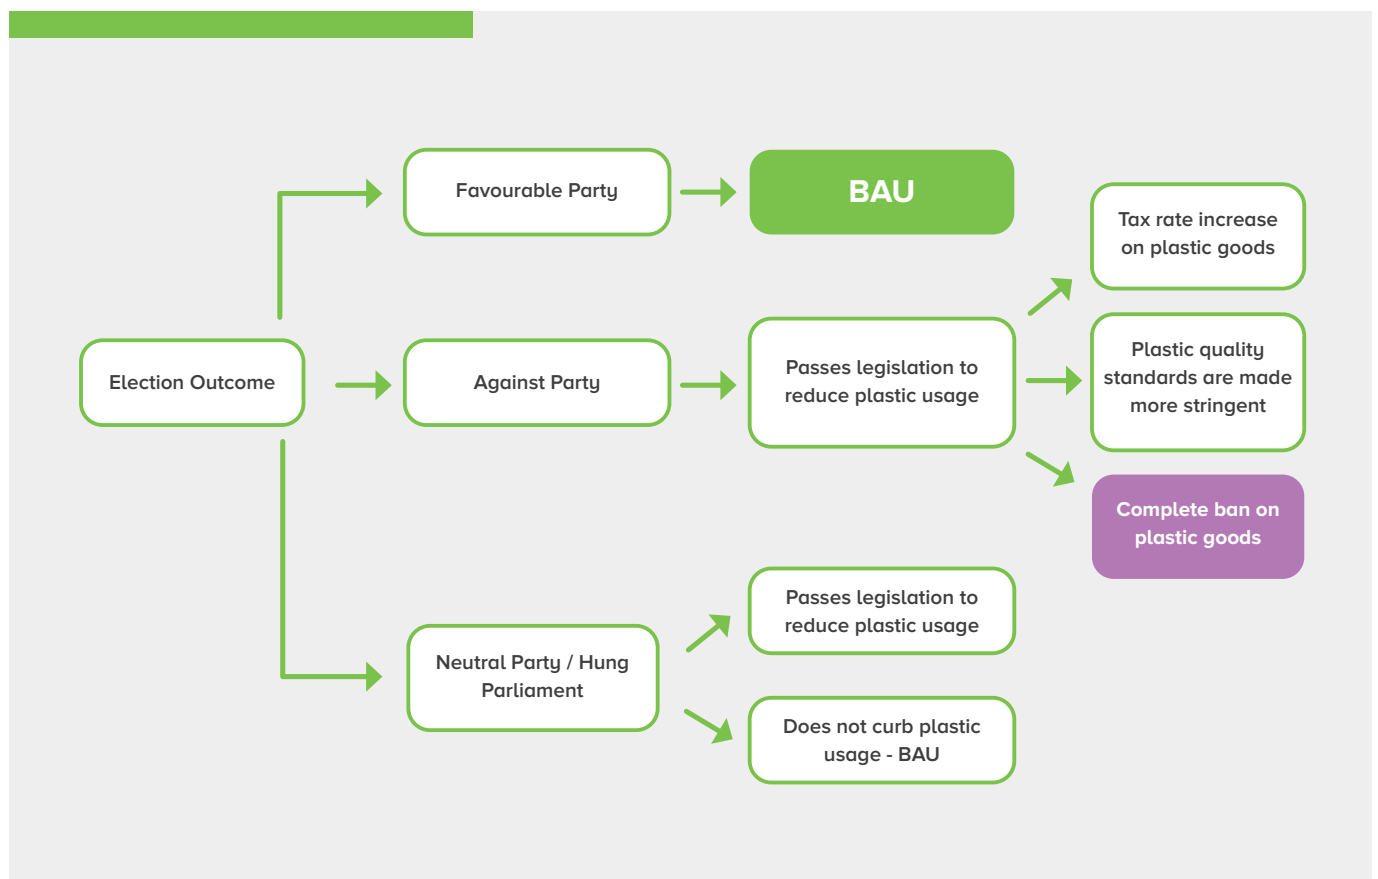 Favourable Party
BAU
Tax rate increase
on plastic goods
Election Outcome
Against Party
Passes legislation to
reduce plastic usage
Plastic quality
standards are made
more stringent
Complete ban on
plastic goods
Neutral Party / Hung
Parliament
Passes legislation to
reduce plastic usage
Does not curb plastic
usage - BAU